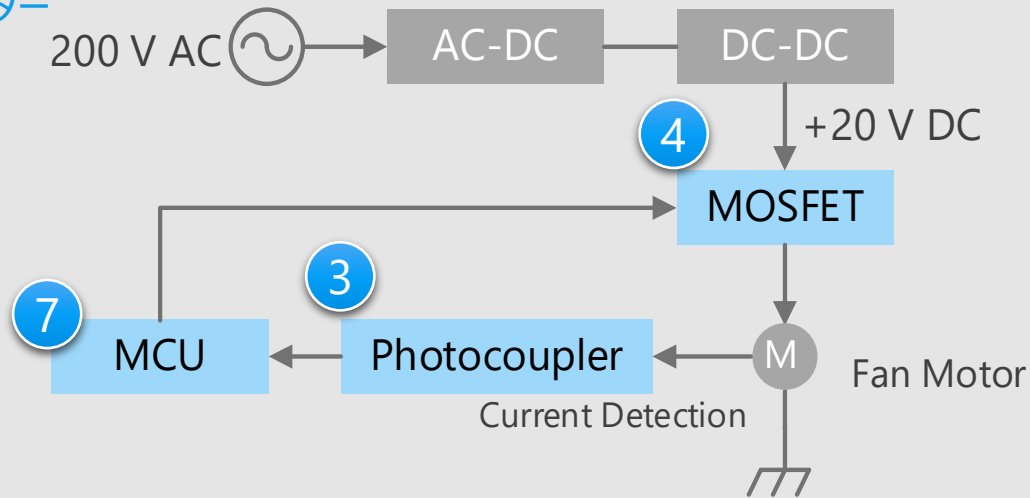 200 V AC
AC-DC
DC-DC
+20 V DC
4
MOSFET
3
7
MCU
Photocoupler
M
Fan Motor
Current Detection